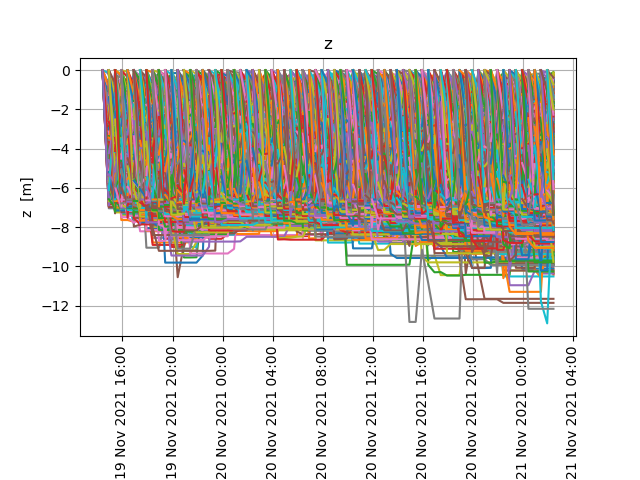 z
0
−2
−4
−6
−8
−10
−12
z [m]
19 Nov 2021 16:00
19 Nov 2021 20:00
20 Nov 2021 00:00
20 Nov 2021 04:00
20 Nov 2021 08:00
20 Nov 2021 12:00
20 Nov 2021 16:00
20 Nov 2021 20:00
21 Nov 2021 00:00
21 Nov 2021 04:00